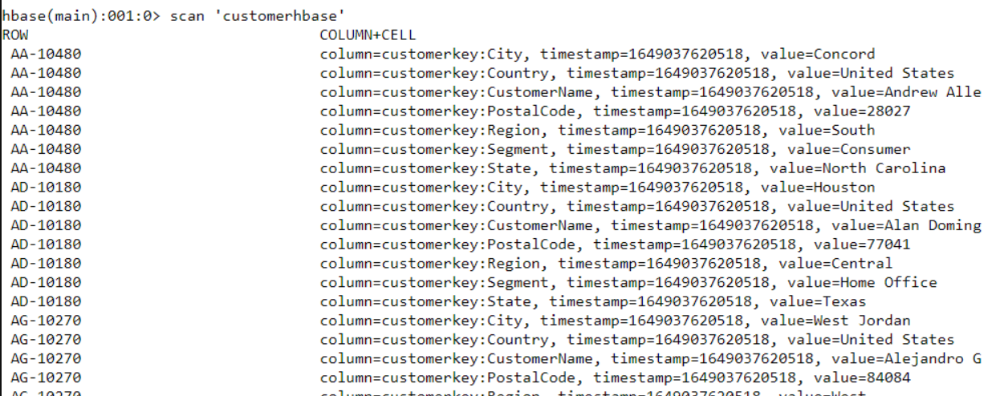 hbase(main):001:0> scan 'customerhbase'
ROW COLUMN+CELL
AA-10480 column=customerkey:City, timestamp=1649037620518, value=Concord
AA-10480 column=customerkey:Country, timestamp=1649037620518, value=United States
AA-10480 column=customerkey:CustomerName, timestamp=1649037620518, value=Andrew Alle
AA-10480 column=customerkey:PostalCode, timestamp=1649037620518, value=28027
AA-10480 column=customerkey:Region, timestamp=1649037620518, value=South
AA-10480 column=customerkey:Segment, timestamp=1649037620518, value=Consumer
AA-10480 column=customerkey:State, timestamp=1649037620518, value=North Carolina
AD-10180 column=customerkey:City, timestamp=1649037620518, value=Houston
AD-10180 column=customerkey:Country, timestamp=1649037620518, value=United States
AD-10180 column=customerkey:CustomerName, timestamp=1649037620518, value=Alan Doming
AD-10180 column=customerkey:PostalCode, timestamp=1649037620518, value=77041
AD-10180 column=customerkey:Region, timestamp=1649037620518, value=Central
AD-10180 column=customerkey:Segment, timestamp=1649037620518, value=Home Office
AD-10180 column=customerkey:State, timestamp=1649037620518, value=Texas
AG-10270 column=customerkey:City, timestamp=1649037620518, value=West Jordan
AG-10270 column=customerkey:Country, timestamp=1649037620518, value=United States
AG-10270 column=customerkey:CustomerName, timestamp=1649037620518, value=Alejandro G
AG-10270 column=customerkey:PostalCode, timestamp=1649037620518, value=84084
AG-10270 column=customerkey:Region, timestamp=1649037620518, value=West